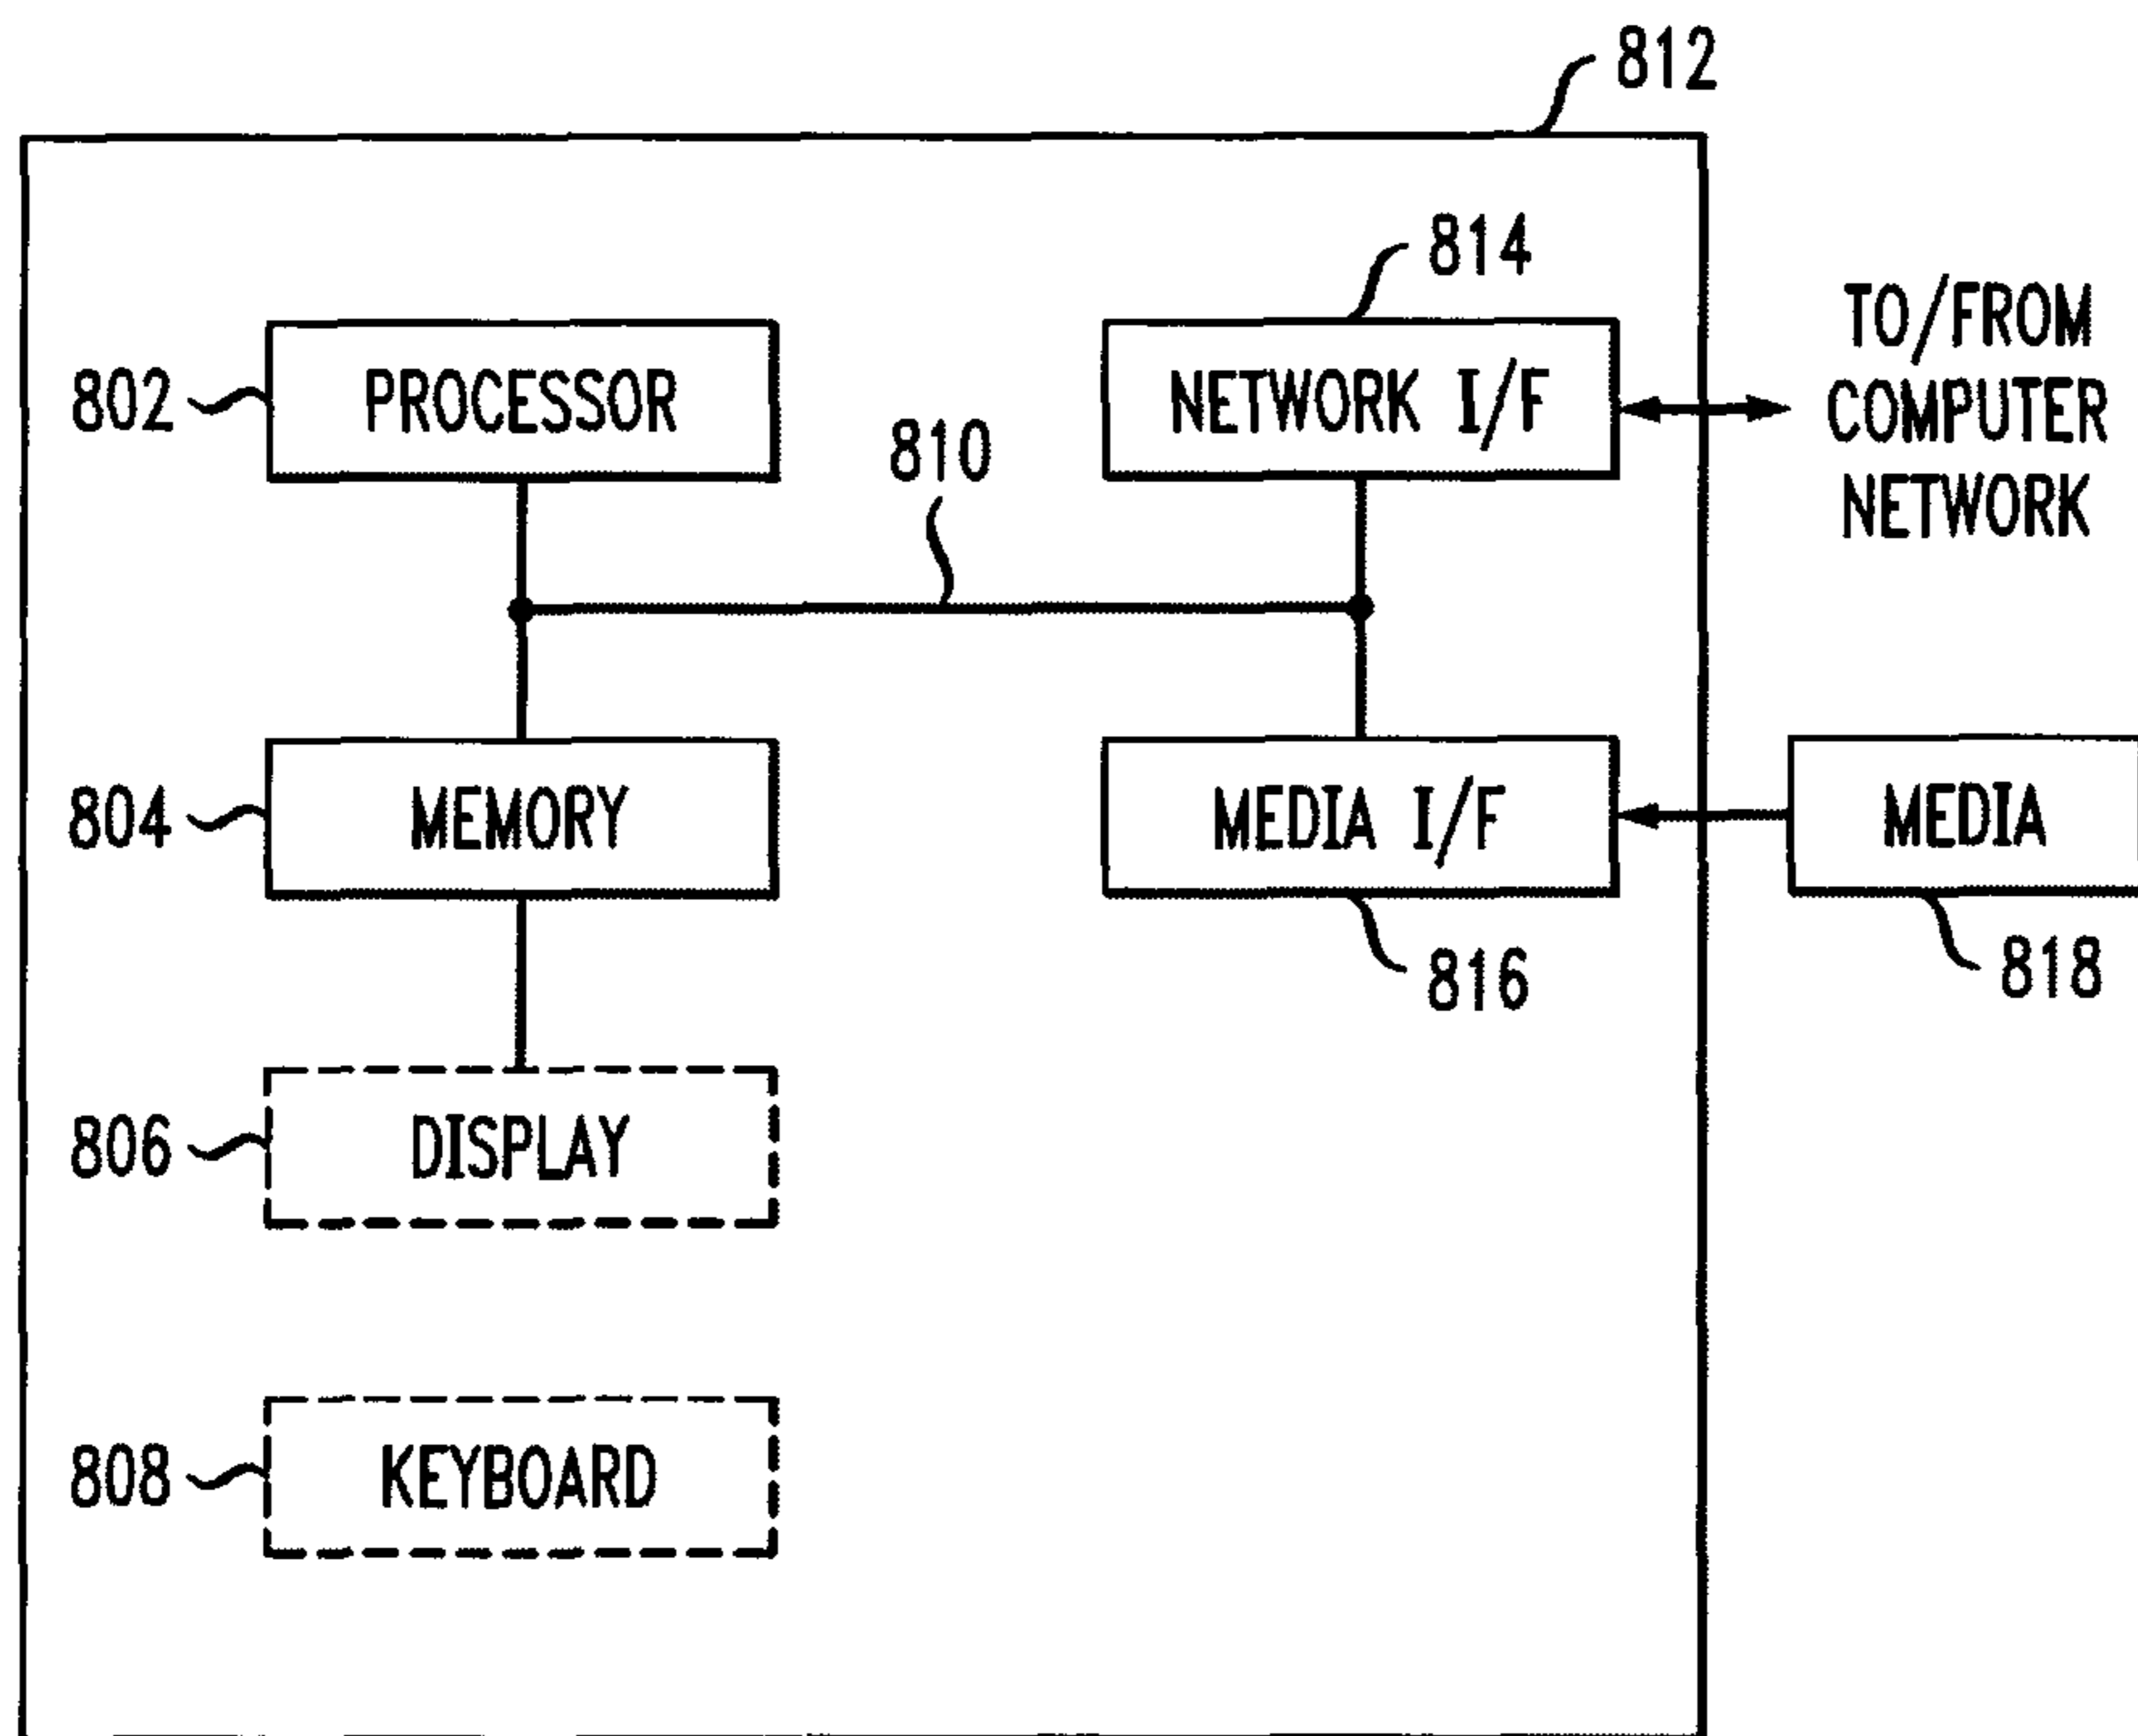 812
814
TO/FROM
COMPUTER
NETWORK
802
PROCESSOR
NETWORK I/F
810
804
MEMORY
MEDIA I/F
MEDIA
816
818
806
DISPLAY
808
KEYBOARD